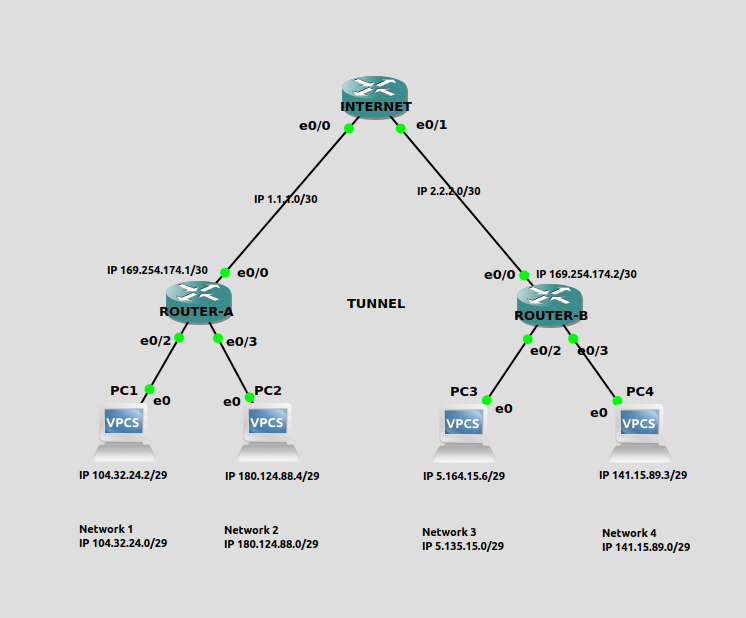 INTERNET
e0/0
e0/1
IP 1.1.1.0/30
IP 2.2.2.0/30
IP 169.254.174.1/30
e0/0
e0/0
IP 169.254.174.2/30
ROUTER-A
TUNNEL
ROUTER-B
e0/2
e0/3
e0/2
e0/3
PC1
e0
e0
PC2
PC3
e0
e0
PC4
VPCS
VPCS
VPCS
VPCS
IP 104.32.24.2/29
IP 180.124.88.4/29
IP 5.164.15.6/29
IP 141.15.89.3/29
Network 1
IP 104.32.24.0/29
Network 2
IP 180.124.88.0/29
Network 3
IP 5.135.15.0/29
Network 4
IP 141.15.89.0/29